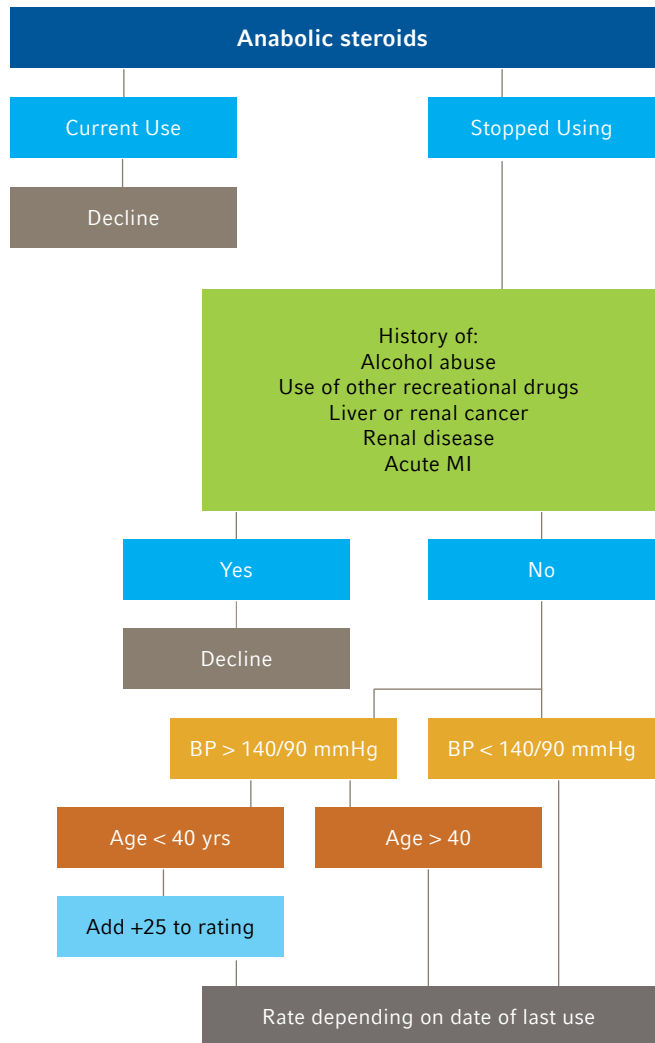 Anabolic steroids
Current Use
Stopped Using
Decline
History of:
Alcohol abuse
Use of other recreational drugs
Liver or renal cancer
Renal disease
Acute MI
Yes
No
Decline
BP > 140/90 mmHg
BP < 140/90 mmHg
Age < 40 yrs
Age > 40
Add +25 to rating
Rate depending on date of last use